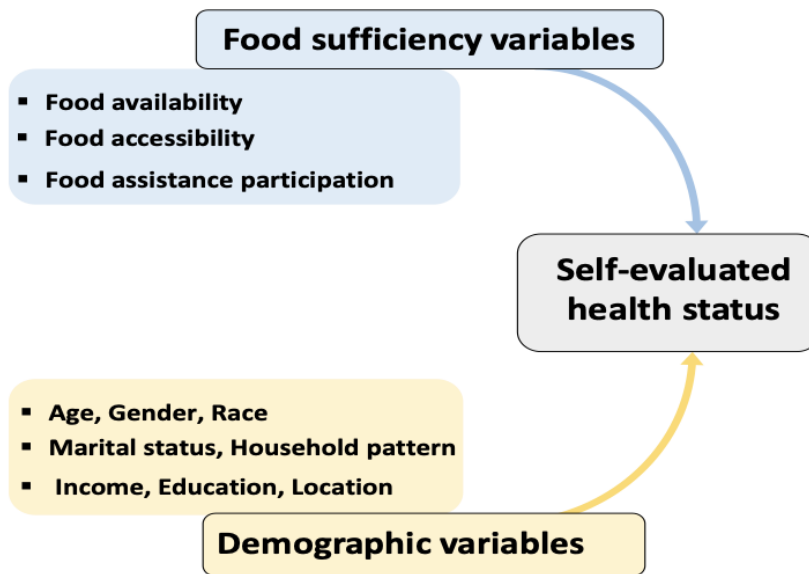 Food sufficiency variables
▪ Food availability
▪ Food accessibility
▪ Food assistance participation
Self-evaluated
health status
▪ Age, Gender, Race
▪ Marital status, Household pattern
▪ Income, Education, Location
Demographic variables